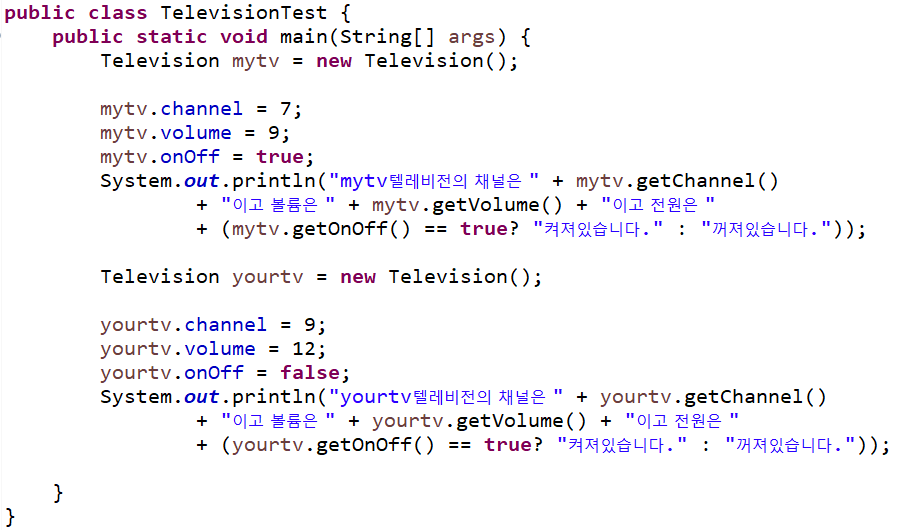 public class TelevisionTest {
    public static void main(String[] args) {
        Television mytv = new Television();
        mytv.channel = 7;
        mytv.volume = 9;
        mytv.onOff = true;
        System.out.println("mytv텔레비전의 채널은 " + mytv.getChannel()
                + "이고 볼륨은 " + mytv.getVolume() + "이고 전원은 "
                + (mytv.getOnOff() == true? "켜져있습니다." : "꺼져있습니다."));
        Television yourtv = new Television();
        yourtv.channel = 9;
        yourtv.volume = 12;
        yourtv.onOff = false;
        System.out.println("yourtv텔레비전의 채널은 " + yourtv.getChannel()
                + "이고 볼륨은 " + yourtv.getVolume() + "이고 전원은 "
                + (yourtv.getOnOff() == true? "켜져있습니다." : "꺼져있습니다."));
    }
}